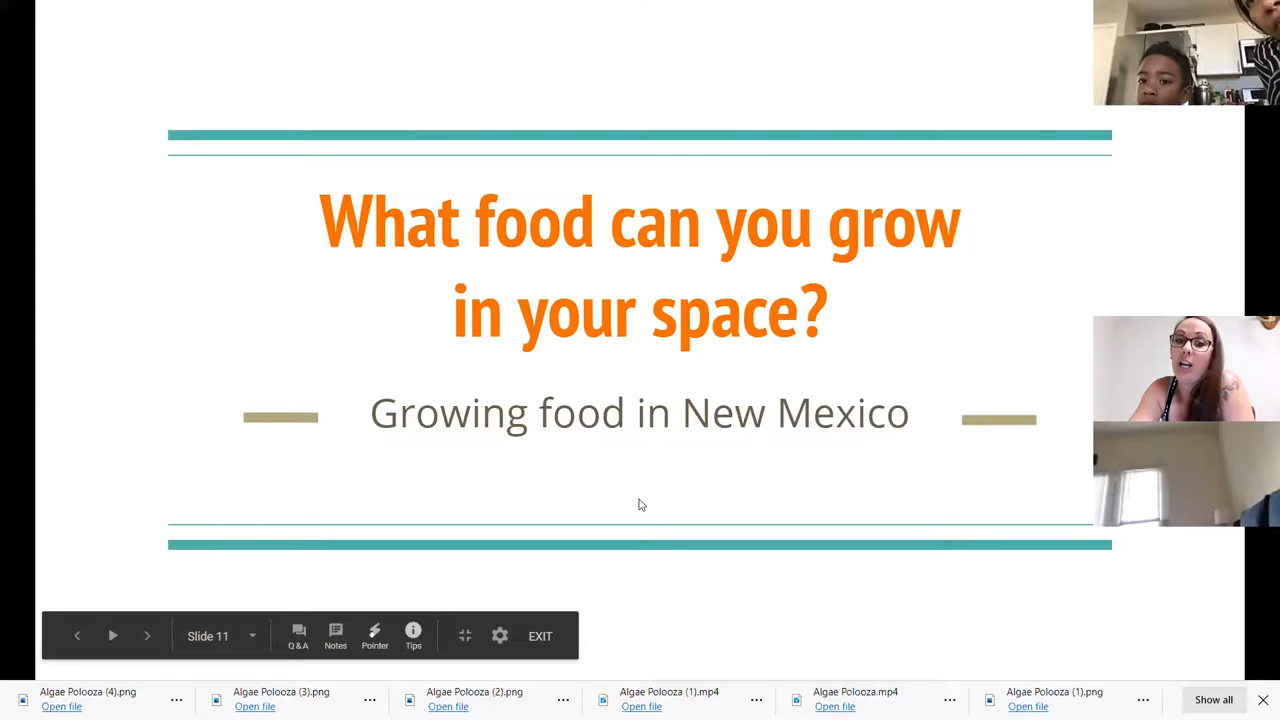 What food can you grow
in your space?
Growing food in New Mexico
Slide 11
Q & A
Notes
Pointer
Tips
EXIT
Algae Polooza (4).png
Open file
Algae Polooza (3).png
Open file
Algae Polooza (2).png
Open file
Algae Polooza (1).mp4
Open file
Algae Polooza.mp4
Open file
Algae Polooza (1).png
Open file
Show all